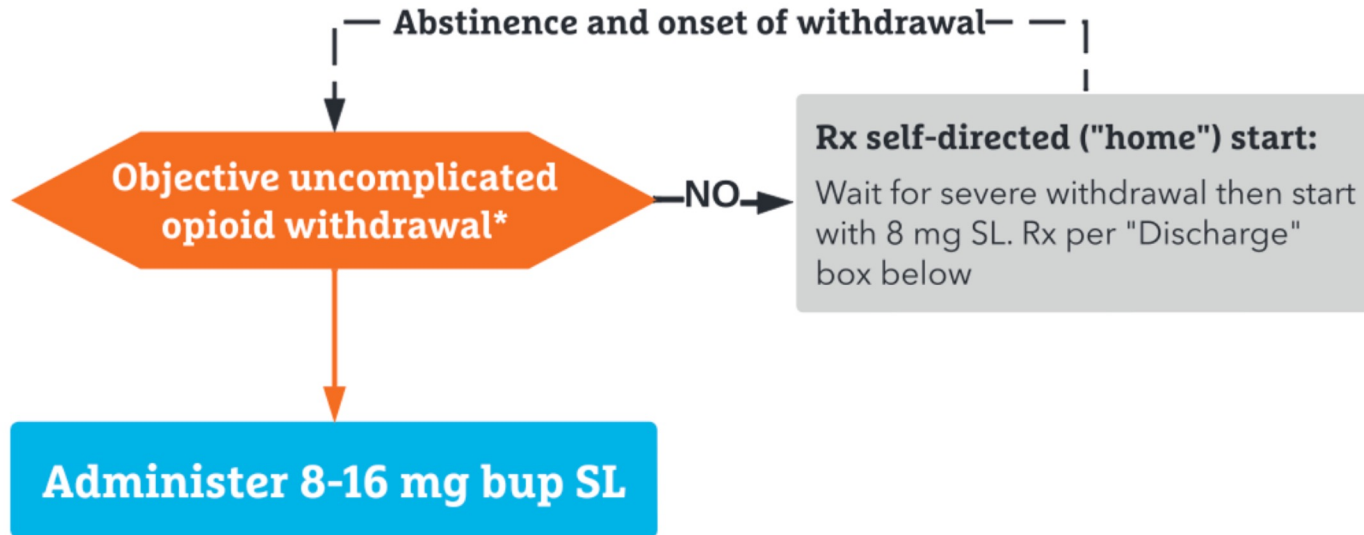 Abstinence and onset of withdrawal
Objective uncomplicated
opioid withdrawal*
NO
Rx self-directed ("home") start:
Wait for severe withdrawal then start
with 8 mg SL. Rx per "Discharge"
box below
Administer 8-16 mg bup SL